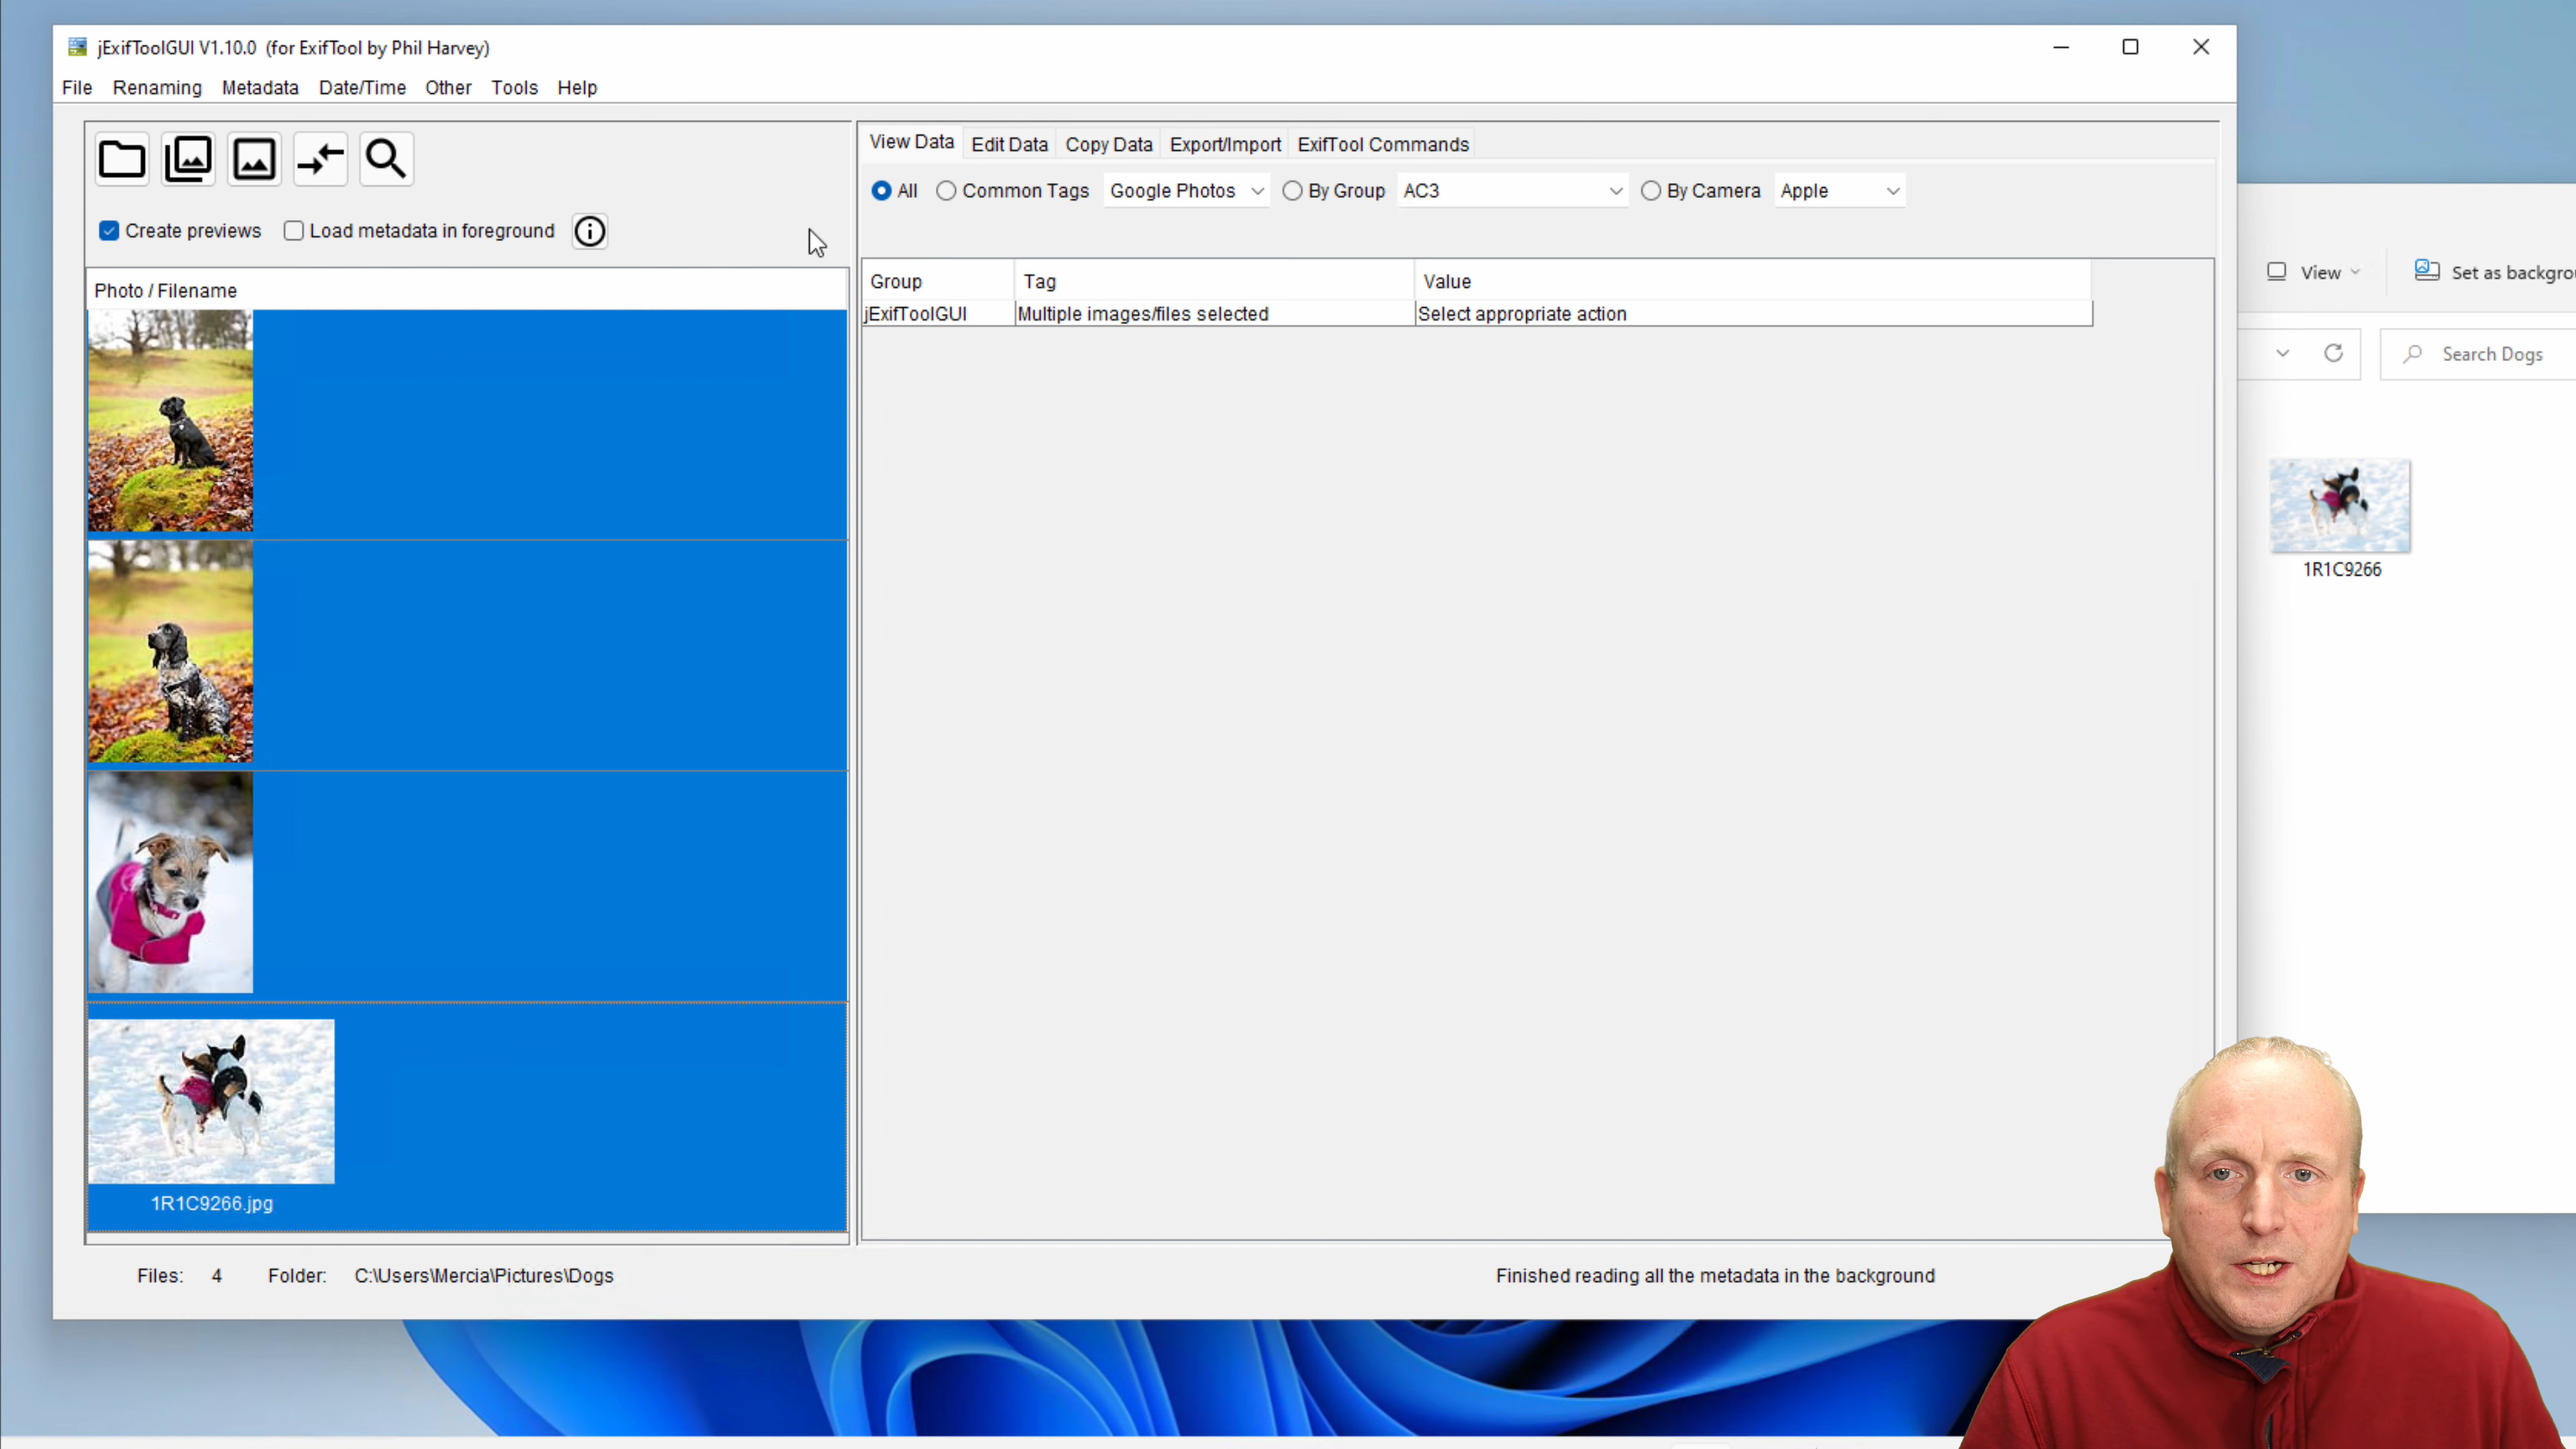 jExifToolGUI V1.10.0 (for ExifTool by Phil Harvey)
File Renaming Metadata Date/Time Other Tools Help
Create previews Load metadata in foreground
Photo / Filename
1R1C9266.jpg
Files: 4 Folder: C:\Users\Mercia\Pictures\Dogs
View Data Edit Data Copy Data Export/Import ExifTool Commands
All Common Tags Google Photos By Group AC3 By Camera Apple
Group Tag Value
jExifToolGUI Multiple images/files selected Select appropriate action
Finished reading all the metadata in the background
View Set as backgrou
Search Dogs
1R1C9266